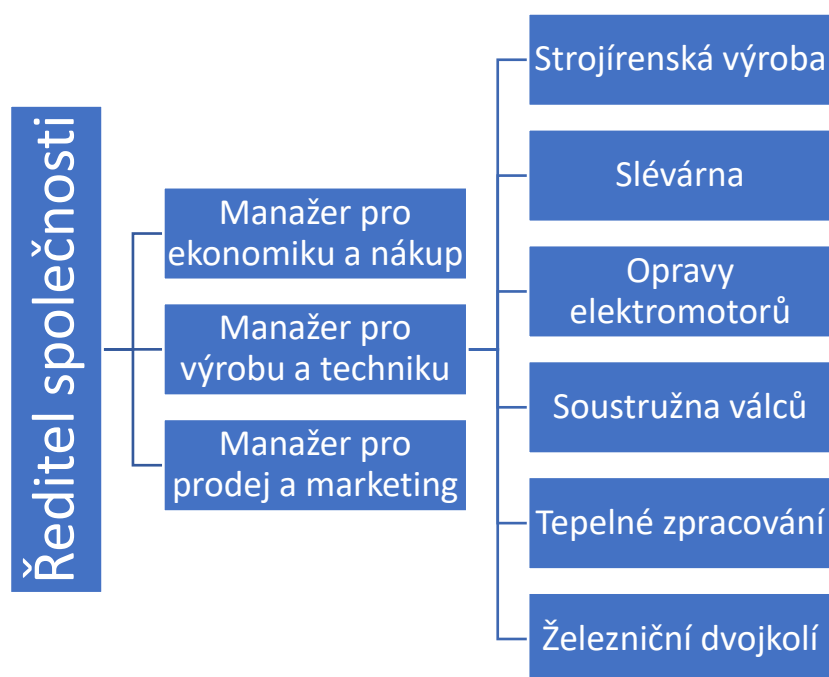 Ředitel společnosti
Manažer pro
ekonomiku a nákup
Manažer pro
výrobu a techniku
Manažer pro
prodej a marketing
Strojírenská výroba
Slévárna
Opravy
elektromotorů
Soustružna válců
Tepelné zpracování
Železniční dvojkolí